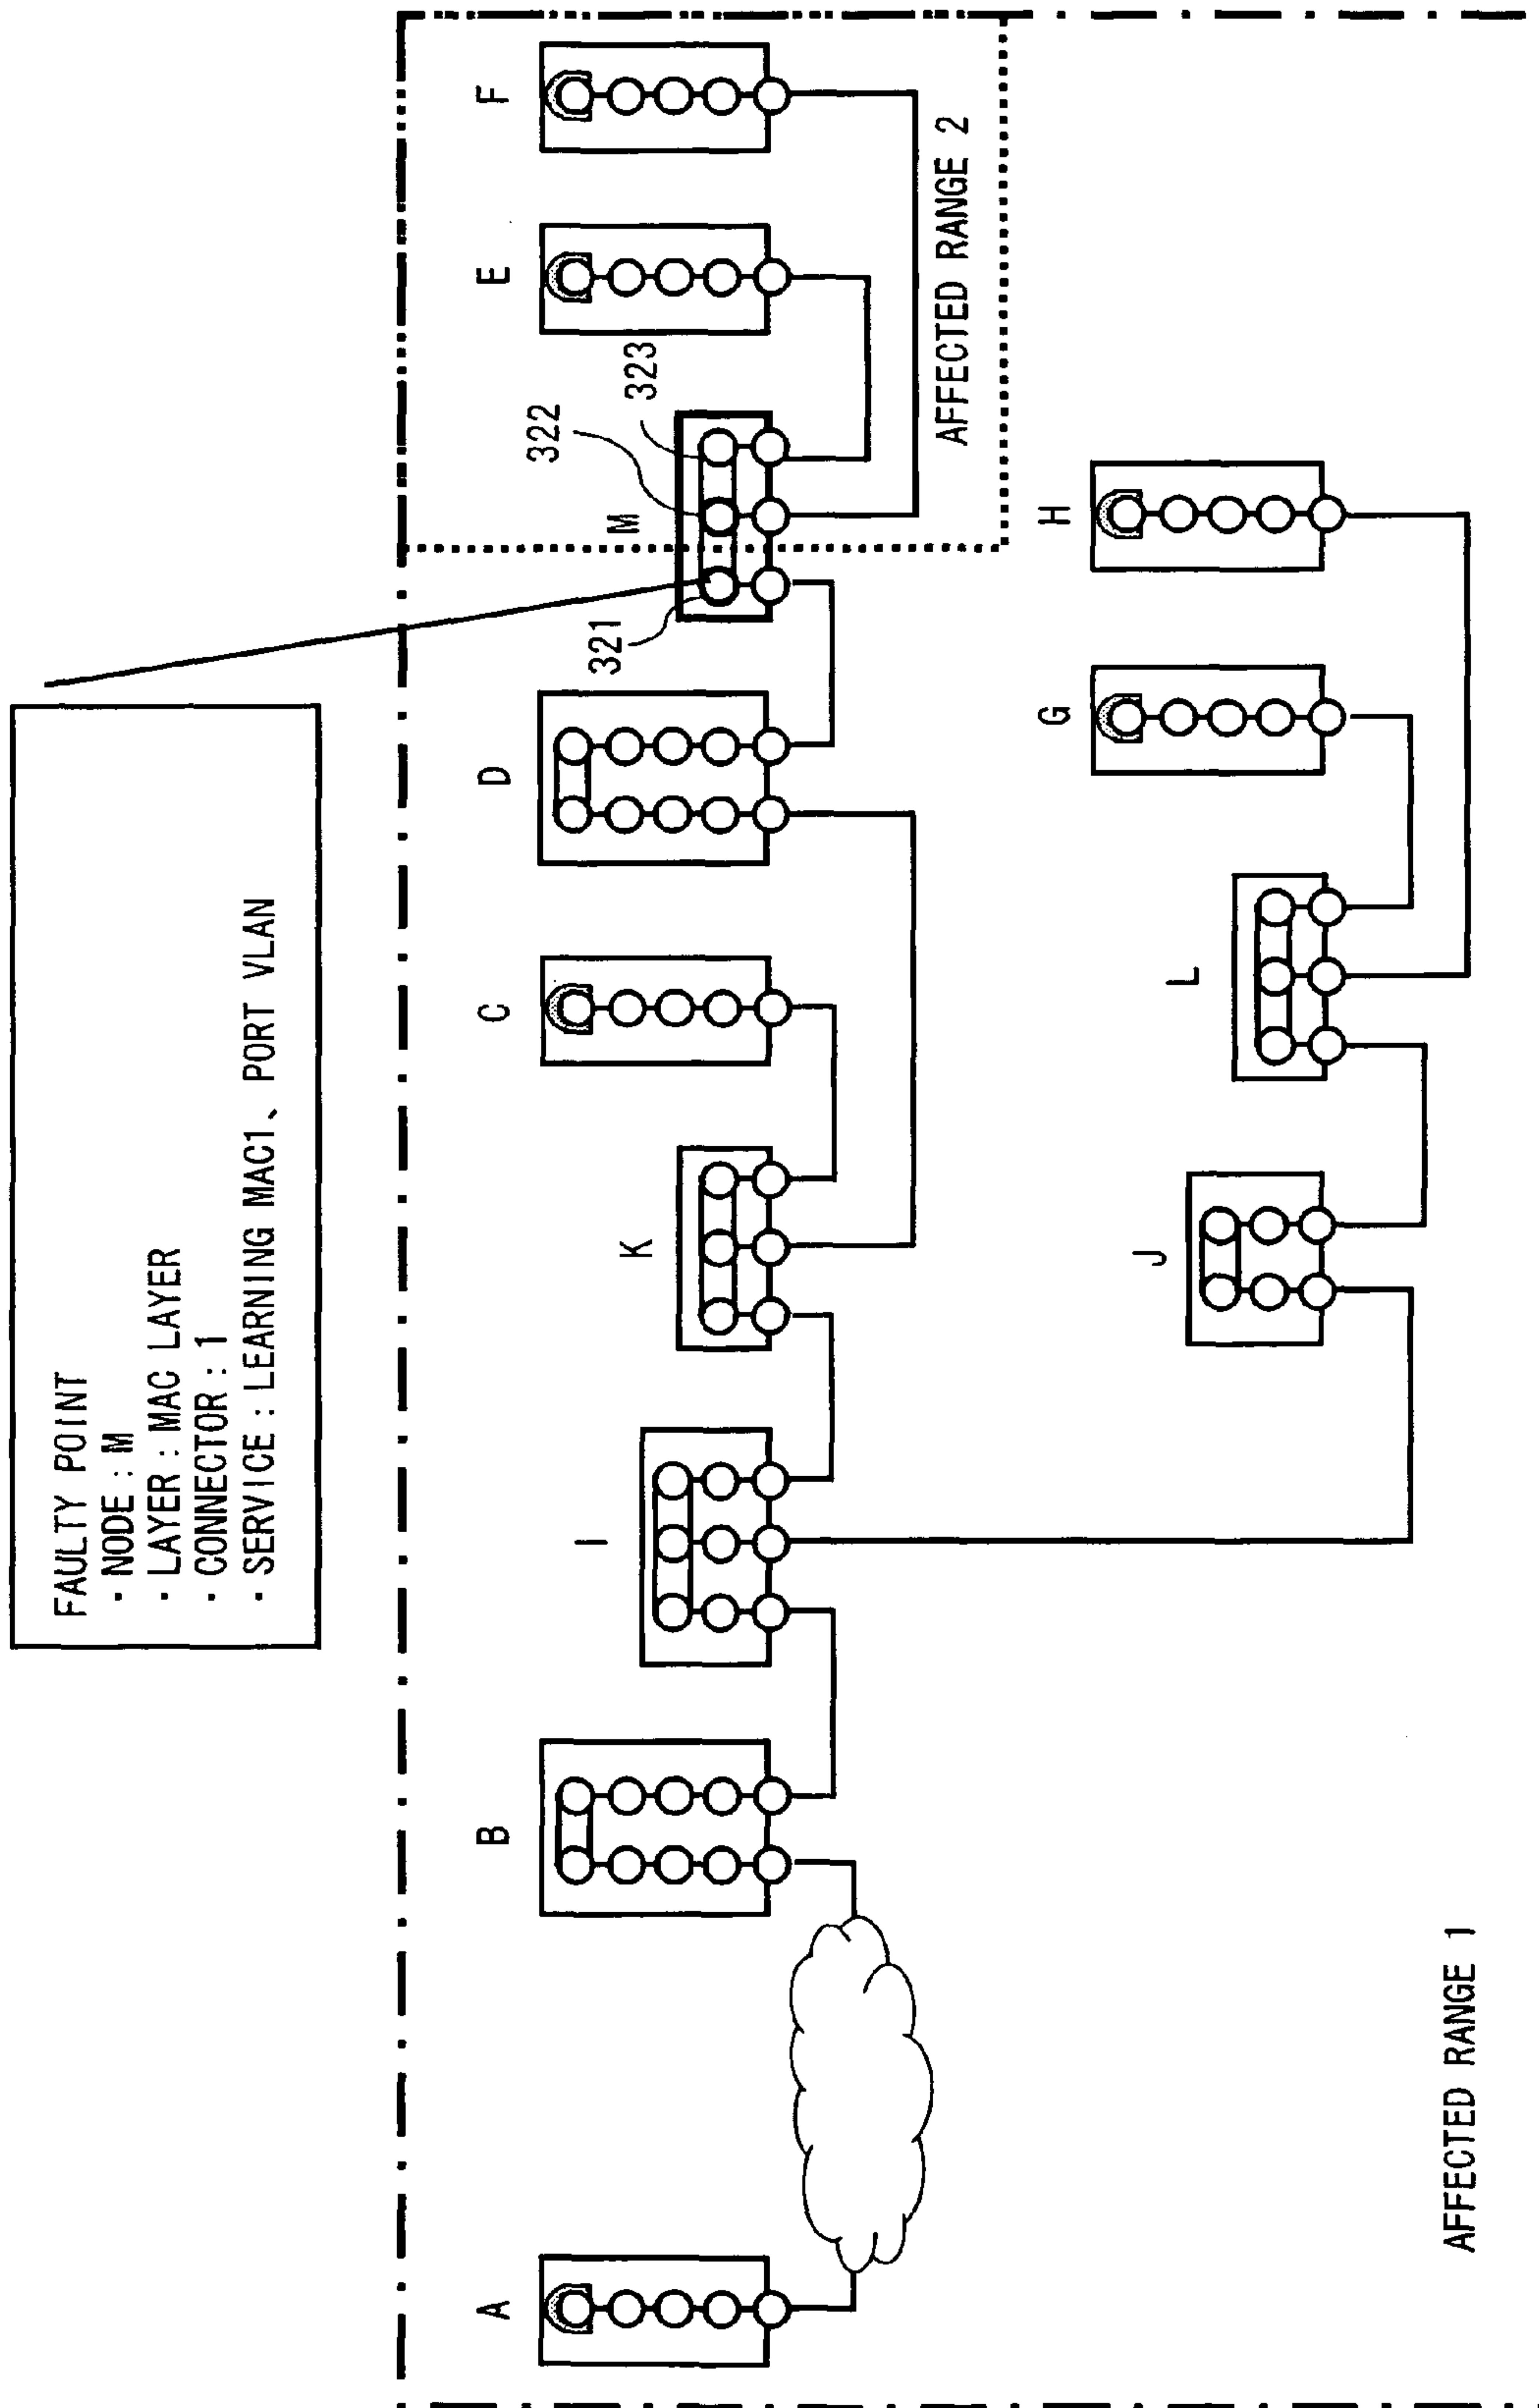 FAULTY POINT
・NODE:M
・LAYER:MAC LAYER
・CONNECTOR:1
・SERVICE:LEARNING MAC1、PORT VLAN
A
B
I
K
C
D
M
E
F
321
322
323
AFFECTED RANGE 2
J
L
G
H
AFFECTED RANGE 1